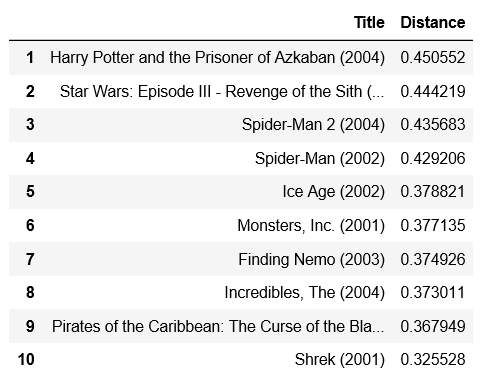 Title Distance
1 Harry Potter and the Prisoner of Azkaban (2004) 0.450552
2 Star Wars: Episode III - Revenge of the Sith (... 0.444219
3 Spider-Man 2 (2004) 0.435683
4 Spider-Man (2002) 0.429206
5 Ice Age (2002) 0.378821
6 Monsters, Inc. (2001) 0.377135
7 Finding Nemo (2003) 0.374926
8 Incredibles, The (2004) 0.373011
9 Pirates of the Caribbean: The Curse of the Bla... 0.367949
10 Shrek (2001) 0.325528